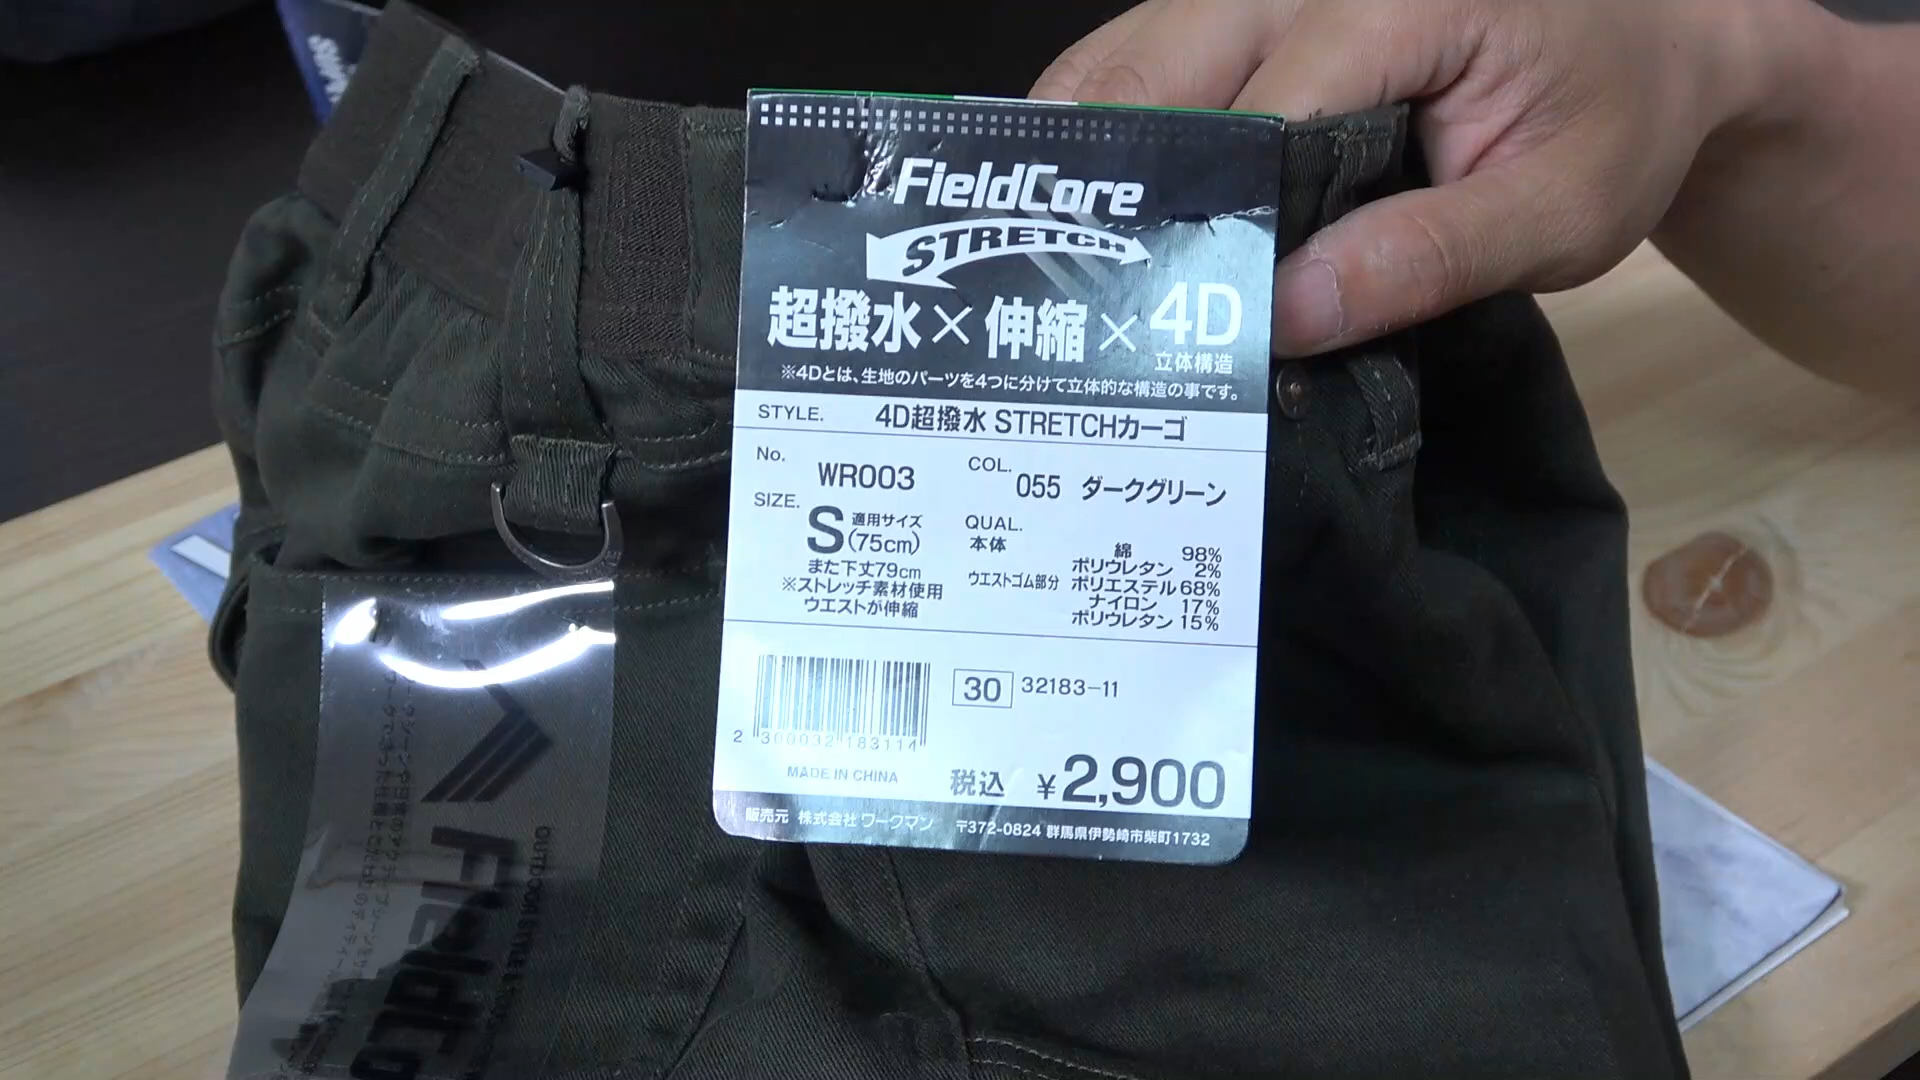 FieldCore
STRETCH
超撥水×伸縮×4D
立体構造
※4Dとは、生地のパーツを4つに分けて立体的な構造の事です。
STYLE. 4D超撥水 STRETCHカーゴ
No. WR003
COL. 055 ダークグリーン
SIZE. S 適用サイズ
(75cm)
また下丈79cm
※ストレッチ素材使用
ウエストが伸縮
QUAL.
本体 綿 98%
ポリウレタン 2%
ウエストゴム部分 ポリエステル 68%
ナイロン 17%
ポリウレタン 15%
30 32183-11
2 300032 183114
MADE IN CHINA
税込 ¥2,900
販売元 株式会社 ワークマン 〒372-0824 群馬県伊勢崎市柴町1732